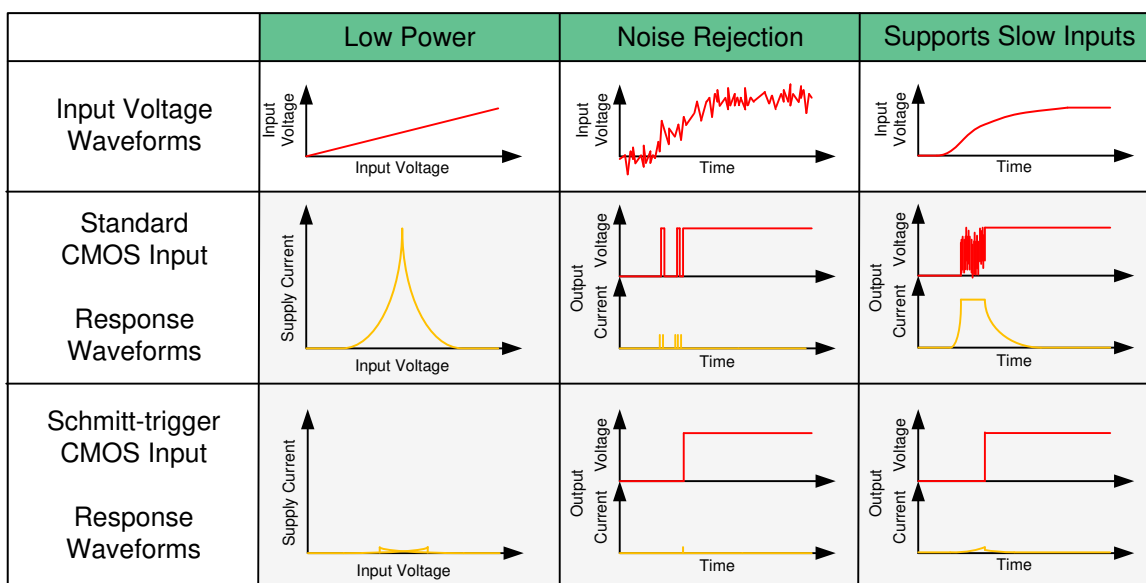 Low Power
Noise Rejection
Supports Slow Inputs
Input Voltage
Waveforms
Input
Voltage
Input Voltage
Input
Voltage
Time
Input
Voltage
Time
Standard
CMOS Input
Response
Waveforms
Supply Current
Input Voltage
Output
Current
Voltage
Time
Output
Current
Voltage
Time
Schmitt-trigger
CMOS Input
Response
Waveforms
Supply Current
Input Voltage
Output
Current
Voltage
Time
Output
Current
Voltage
Time